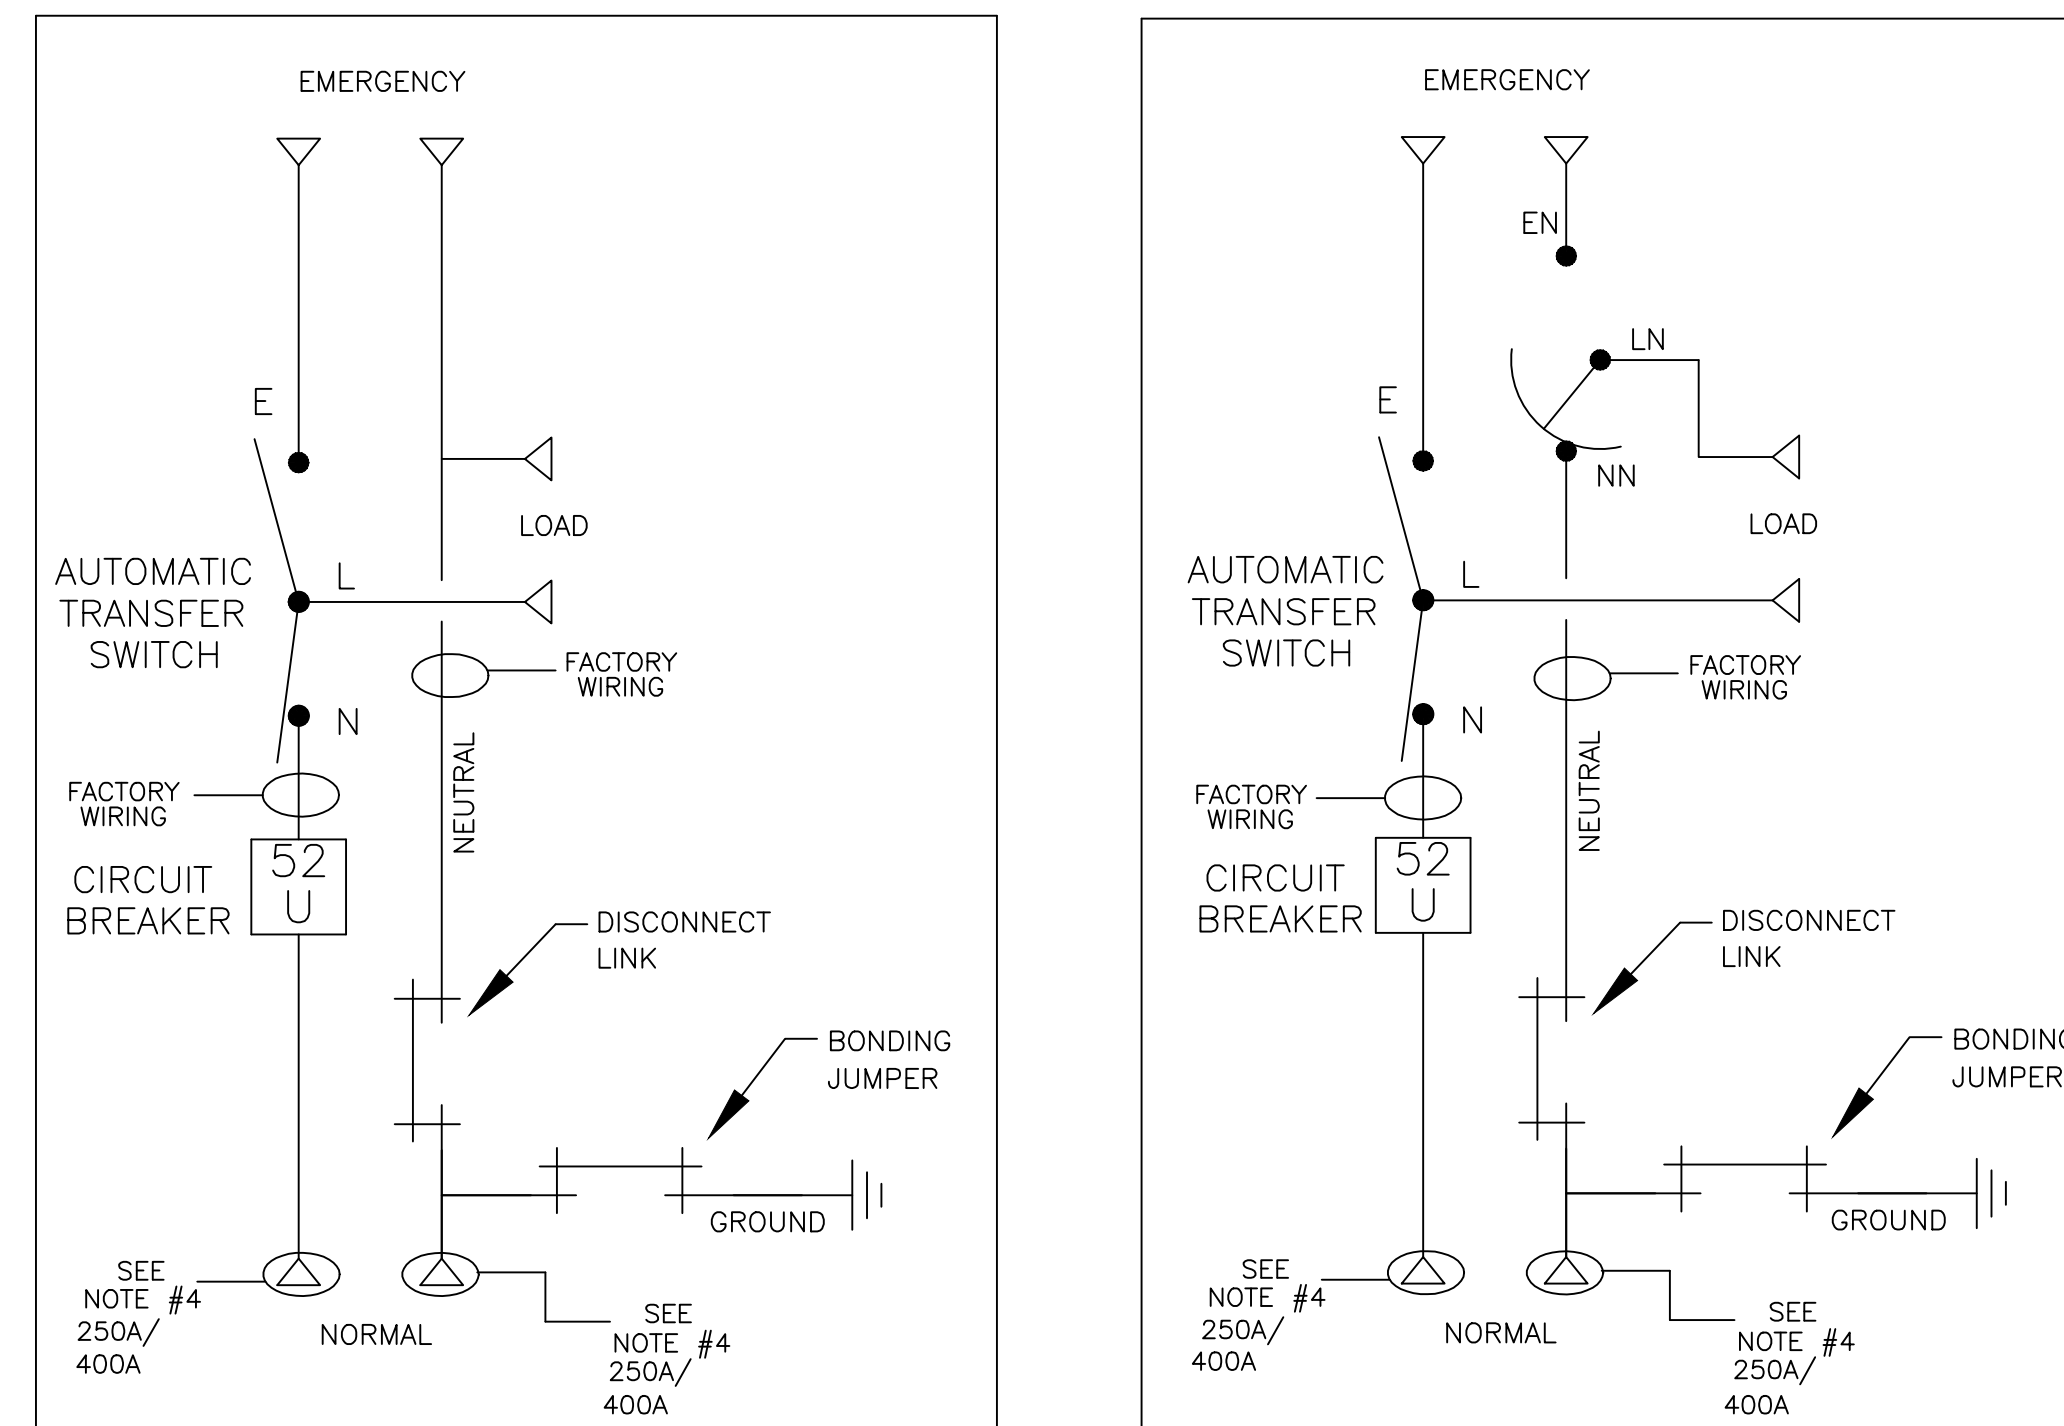 EMERGENCY
E
LOAD
AUTOMATIC
TRANSFER
SWITCH
L
FACTORY
WIRING
N
NEUTRAL
FACTORY
WIRING
52
U
CIRCUIT
BREAKER
DISCONNECT
LINK
BONDING
JUMPER
GROUND
SEE
NOTE #4
250A/
400A
NORMAL
SEE
NOTE #4
250A/
400A
EMERGENCY
EN
LN
E
NN
LOAD
AUTOMATIC
TRANSFER
SWITCH
L
FACTORY
WIRING
N
NEUTRAL
FACTORY
WIRING
52
U
CIRCUIT
BREAKER
DISCONNECT
LINK
BONDING
JUMPER
GROUND
SEE
NOTE #4
250A/
400A
NORMAL
SEE
NOTE #4
250A/
400A